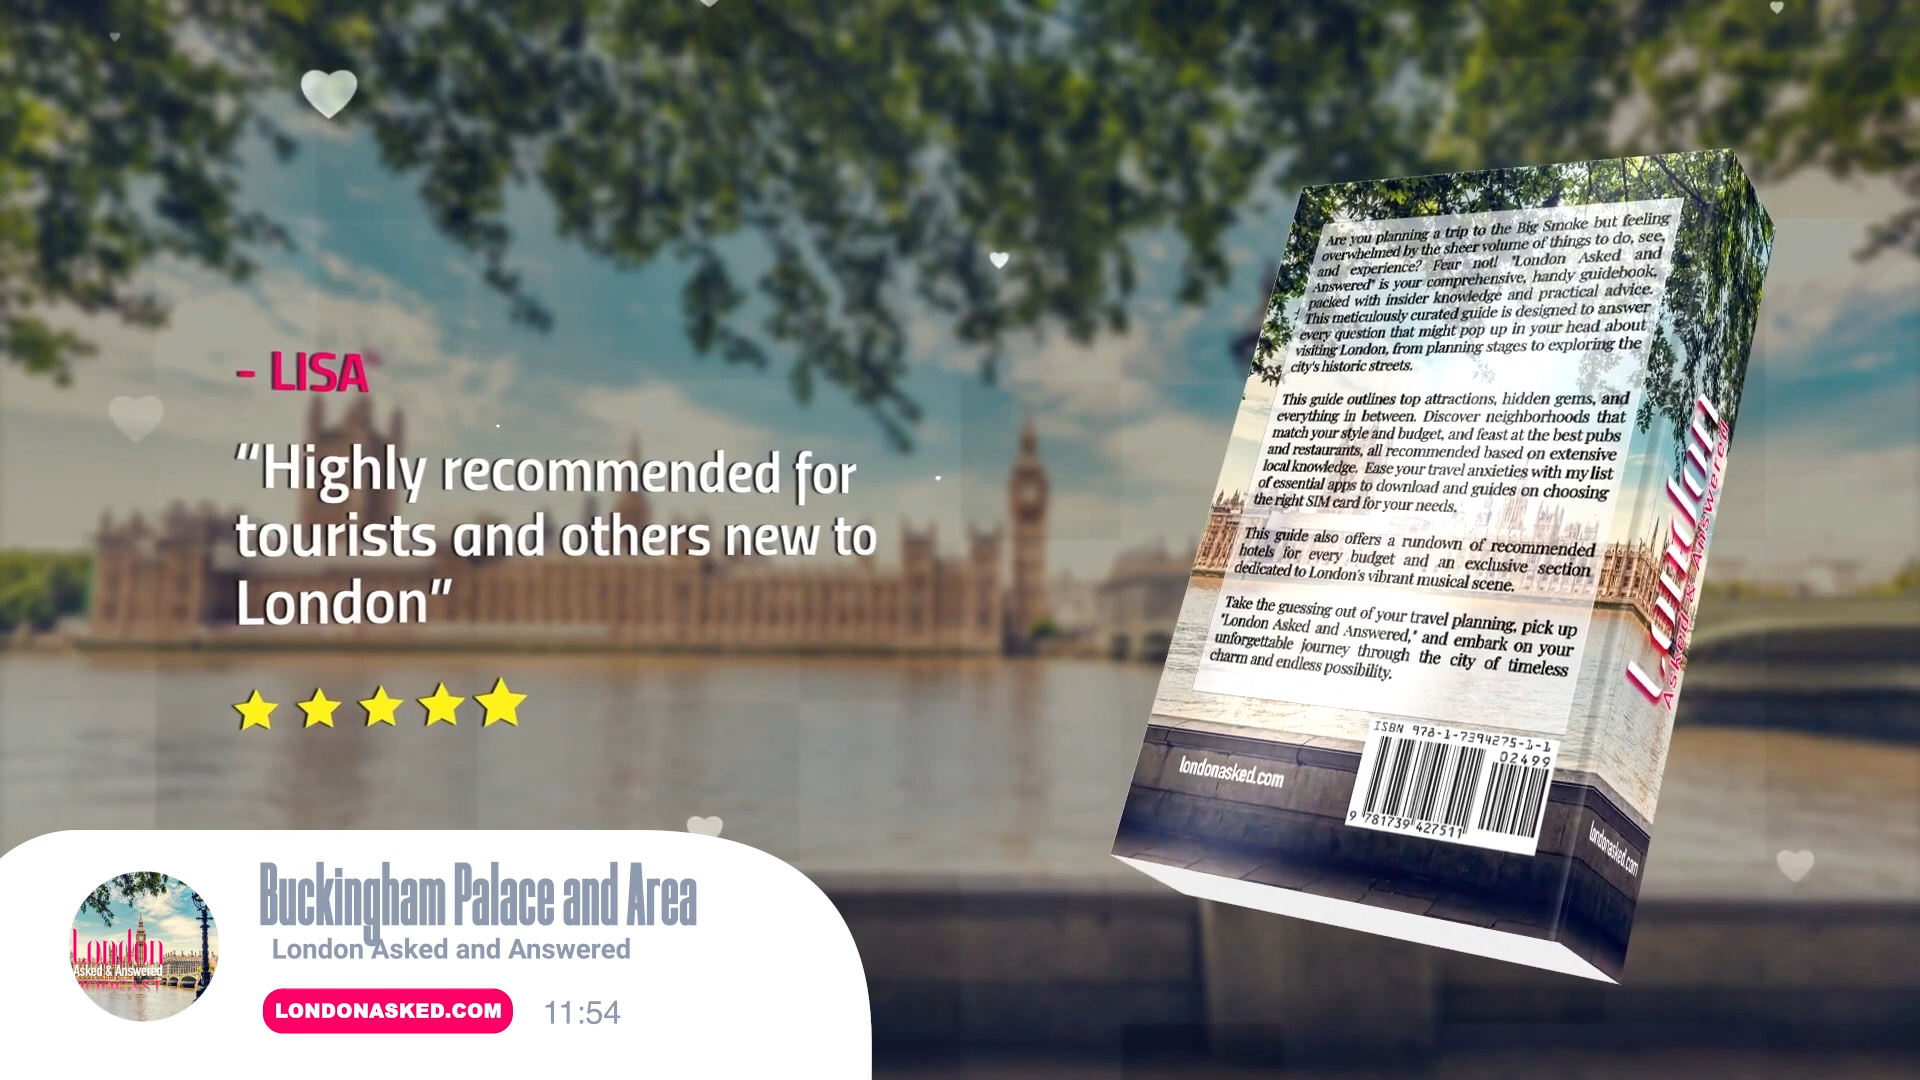 - LISA
“Highly recommended for
tourists and others new to
London”
Are you planning a trip to the Big Smoke but feeling
overwhelmed by the sheer volume of things to do, see,
and experience? Fear not! "London Asked and
Answered" is your comprehensive, handy guidebook,
packed with insider knowledge and practical advice.
This meticulously curated guide is designed to answer
every question that might pop up in your head about
visiting London, from planning stages to exploring the
city's historic streets.
This guide outlines top attractions, hidden gems, and
everything in between. Discover neighborhoods that
match your style and budget, and feast at the best pubs
and restaurants, all recommended based on extensive
local knowledge. Ease your travel anxieties with my list
of essential apps to download and guides on choosing
the right SIM card for your needs.
This guide also offers a rundown of recommended
hotels for every budget and an exclusive section
dedicated to London's vibrant musical scene.
Take the guessing out of your travel planning, pick up
"London Asked and Answered," and embark on your
unforgettable journey through the city of timeless
charm and endless possibility.
londonasked.com
ISBN 978-1-7394275-1-1
02499
9 781739 427511
London
Asked & Answered
londonasked.com
London
Asked & Answered
PODCAST
Buckingham Palace and Area
London Asked and Answered
LONDONASKED.COM
11:54